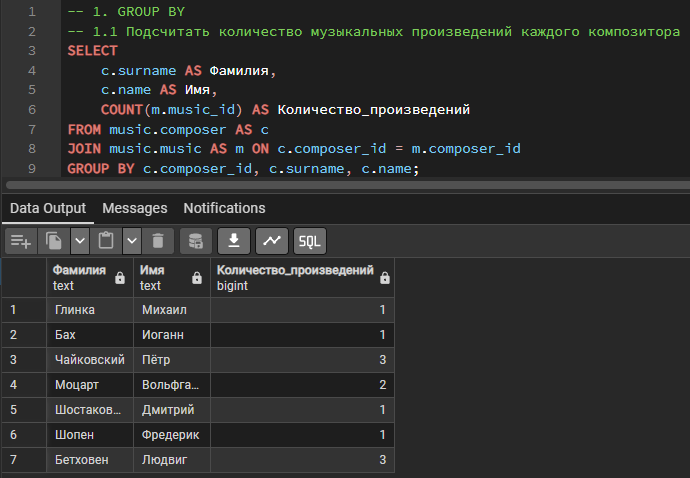 1 -- 1. GROUP BY
2 -- 1.1 Подсчитать количество музыкальных произведений каждого композитора
3 SELECT
4 c.surname AS Фамилия,
5 c.name AS Имя,
6 COUNT(m.music_id) AS Количество_произведений
7 FROM music.composer AS c
8 JOIN music.music AS m ON c.composer_id = m.composer_id
9 GROUP BY c.composer_id, c.surname, c.name;
Data Output Messages Notifications
SQL
Фамилия Имя Количество_произведений
text text bigint
1 Глинка Михаил 1
2 Бах Иоганн 1
3 Чайковский Пётр 3
4 Моцарт Вольфга... 2
5 Шостаков... Дмитрий 1
6 Шопен Фредерик 1
7 Бетховен Людвиг 3